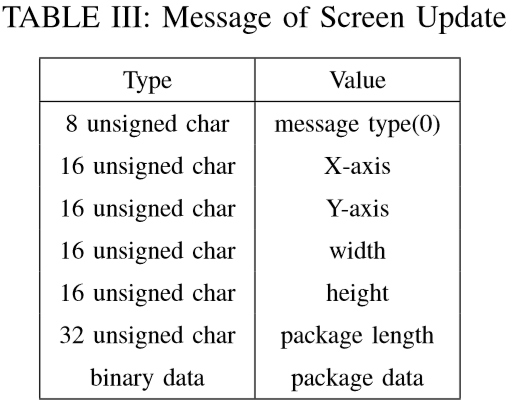 TABLE III: Message of Screen Update
Type Value
8 unsigned char message type(0)
16 unsigned char X-axis
16 unsigned char Y-axis
16 unsigned char width
16 unsigned char height
32 unsigned char package length
binary data package data